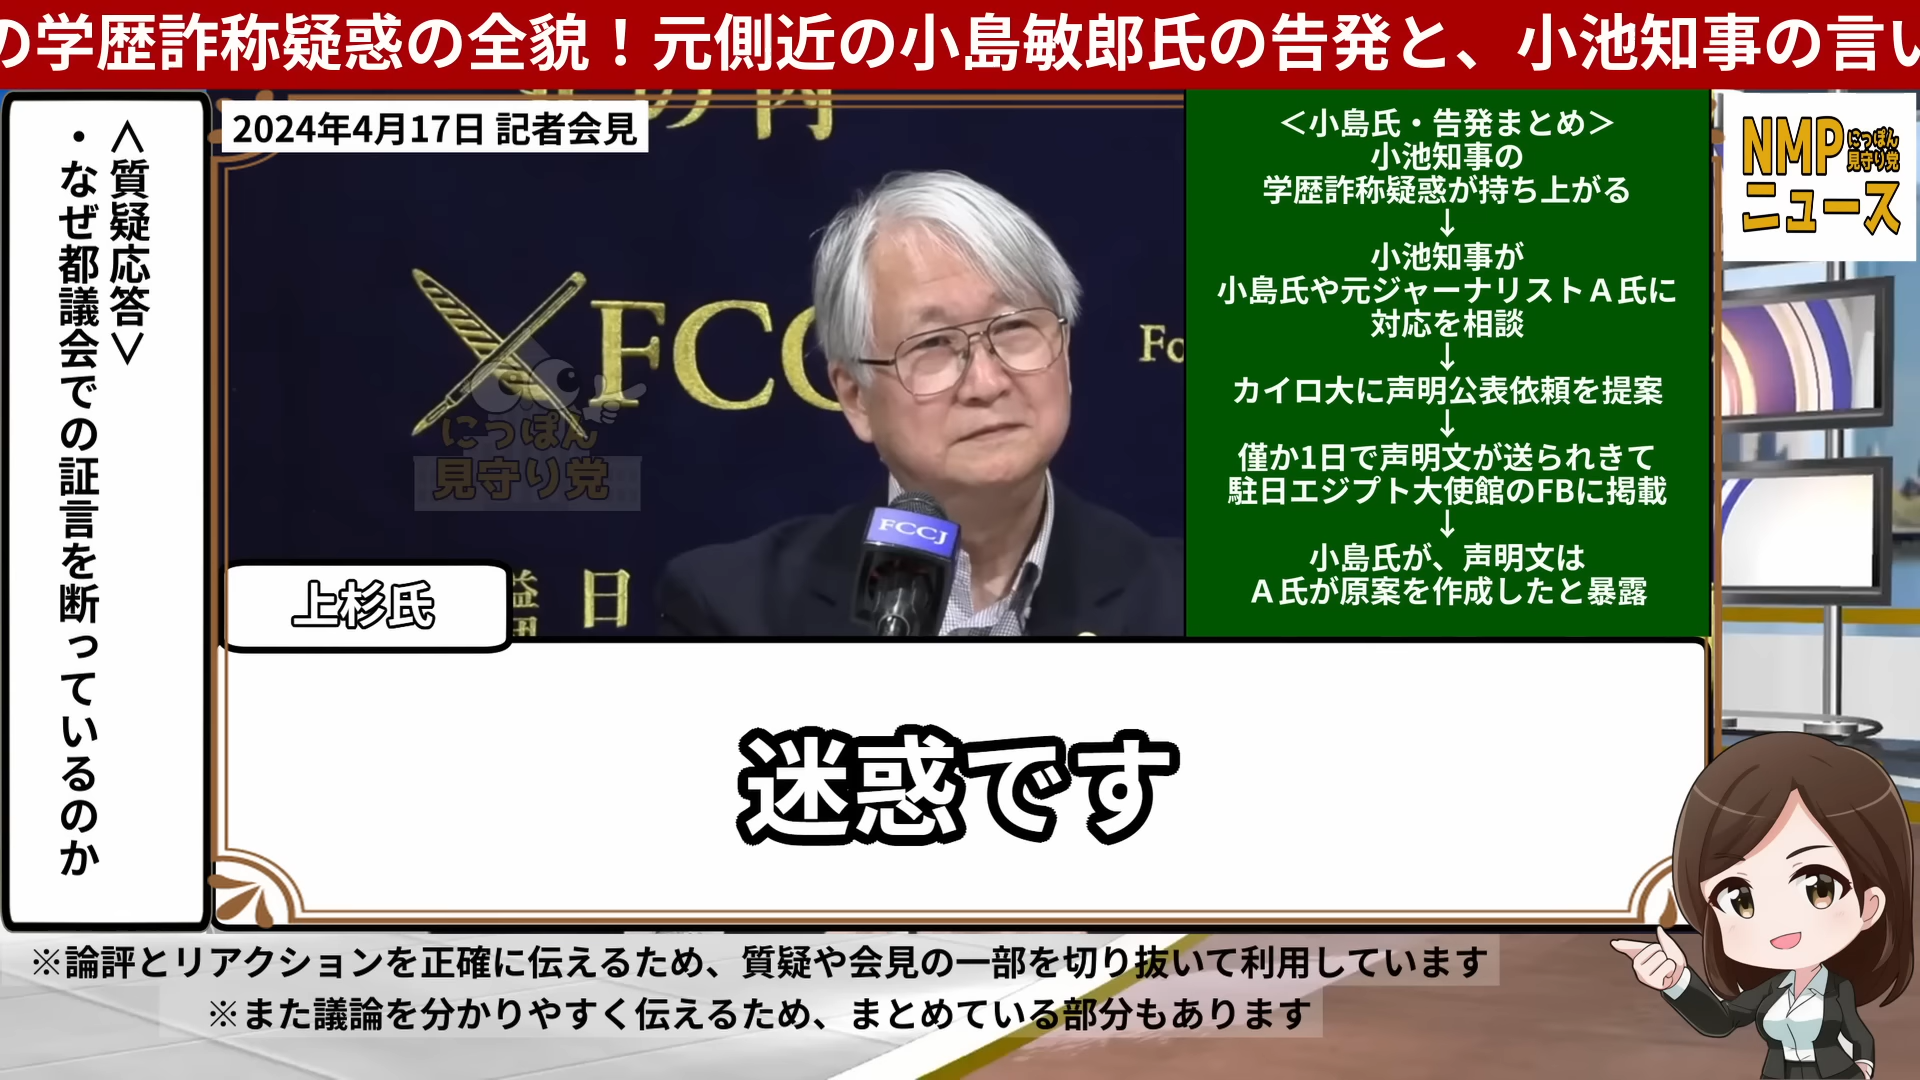 の学歴詐称疑惑の全貌！元側近の小島敏郎氏の告発と、小池知事の言い
＜質疑応答＞
・なぜ都議会での証言を断っているのか
2024年4月17日 記者会見
の内
FCC
Fo
にっぽん
見守り党
FCCJ
益 日
上杉氏
＜小島氏・告発まとめ＞
小池知事の
学歴詐称疑惑が持ち上がる
↓
小池知事が
小島氏や元ジャーナリストＡ氏に
対応を相談
↓
カイロ大に声明公表依頼を提案
↓
僅か1日で声明文が送られきて
駐日エジプト大使館のFBに掲載
↓
小島氏が、声明文は
Ａ氏が原案を作成したと暴露
NMP
にっぽん
見守り党
ニュース
迷惑です
※論評とリアクションを正確に伝えるため、質疑や会見の一部を切り抜いて利用しています
※また議論を分かりやすく伝えるため、まとめている部分もあります